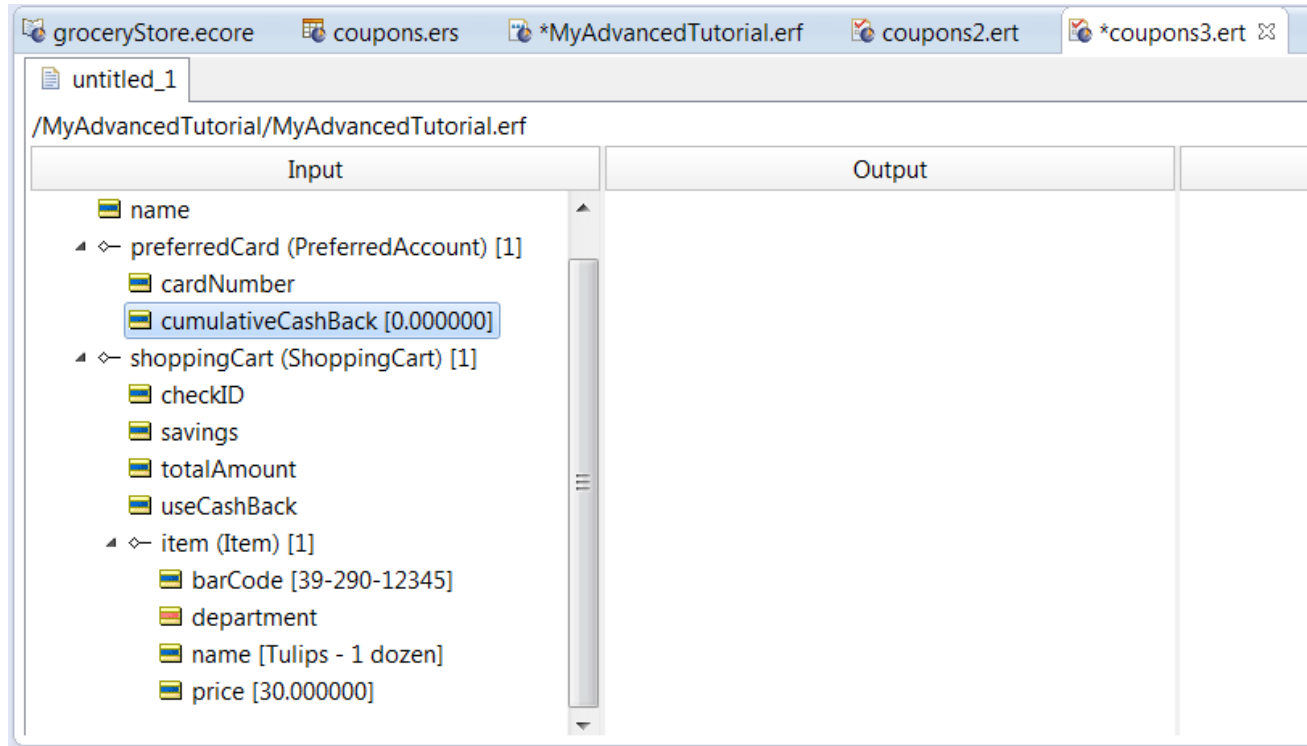 groceryStore.ecore coupons.ers *MyAdvancedTutorial.erf coupons2.ert *coupons3.ert
untitled_1
/MyAdvancedTutorial/MyAdvancedTutorial.erf
Input Output
name
preferredCard (PreferredAccount) [1]
cardNumber
cumulativeCashBack [0.000000]
shoppingCart (ShoppingCart) [1]
checkID
savings
totalAmount
useCashBack
item (Item) [1]
barCode [39-290-12345]
department
name [Tulips - 1 dozen]
price [30.000000]